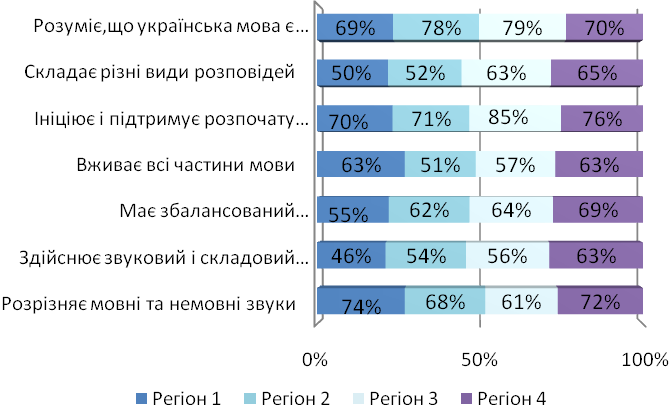 Розуміє,що українська мова є...
69% 78% 79% 70%
Складає різні види розповідей
50% 52% 63% 65%
Ініціює і підтримує розпочату...
70% 71% 85% 76%
Вживає всі частини мови
63% 51% 57% 63%
Має збалансований...
55% 62% 64% 69%
Здійснює звуковий і складовий...
46% 54% 56% 63%
Розрізняє мовні та немовні звуки
74% 68% 61% 72%
0% 50% 100%
Регіон 1 Регіон 2 Регіон 3 Регіон 4